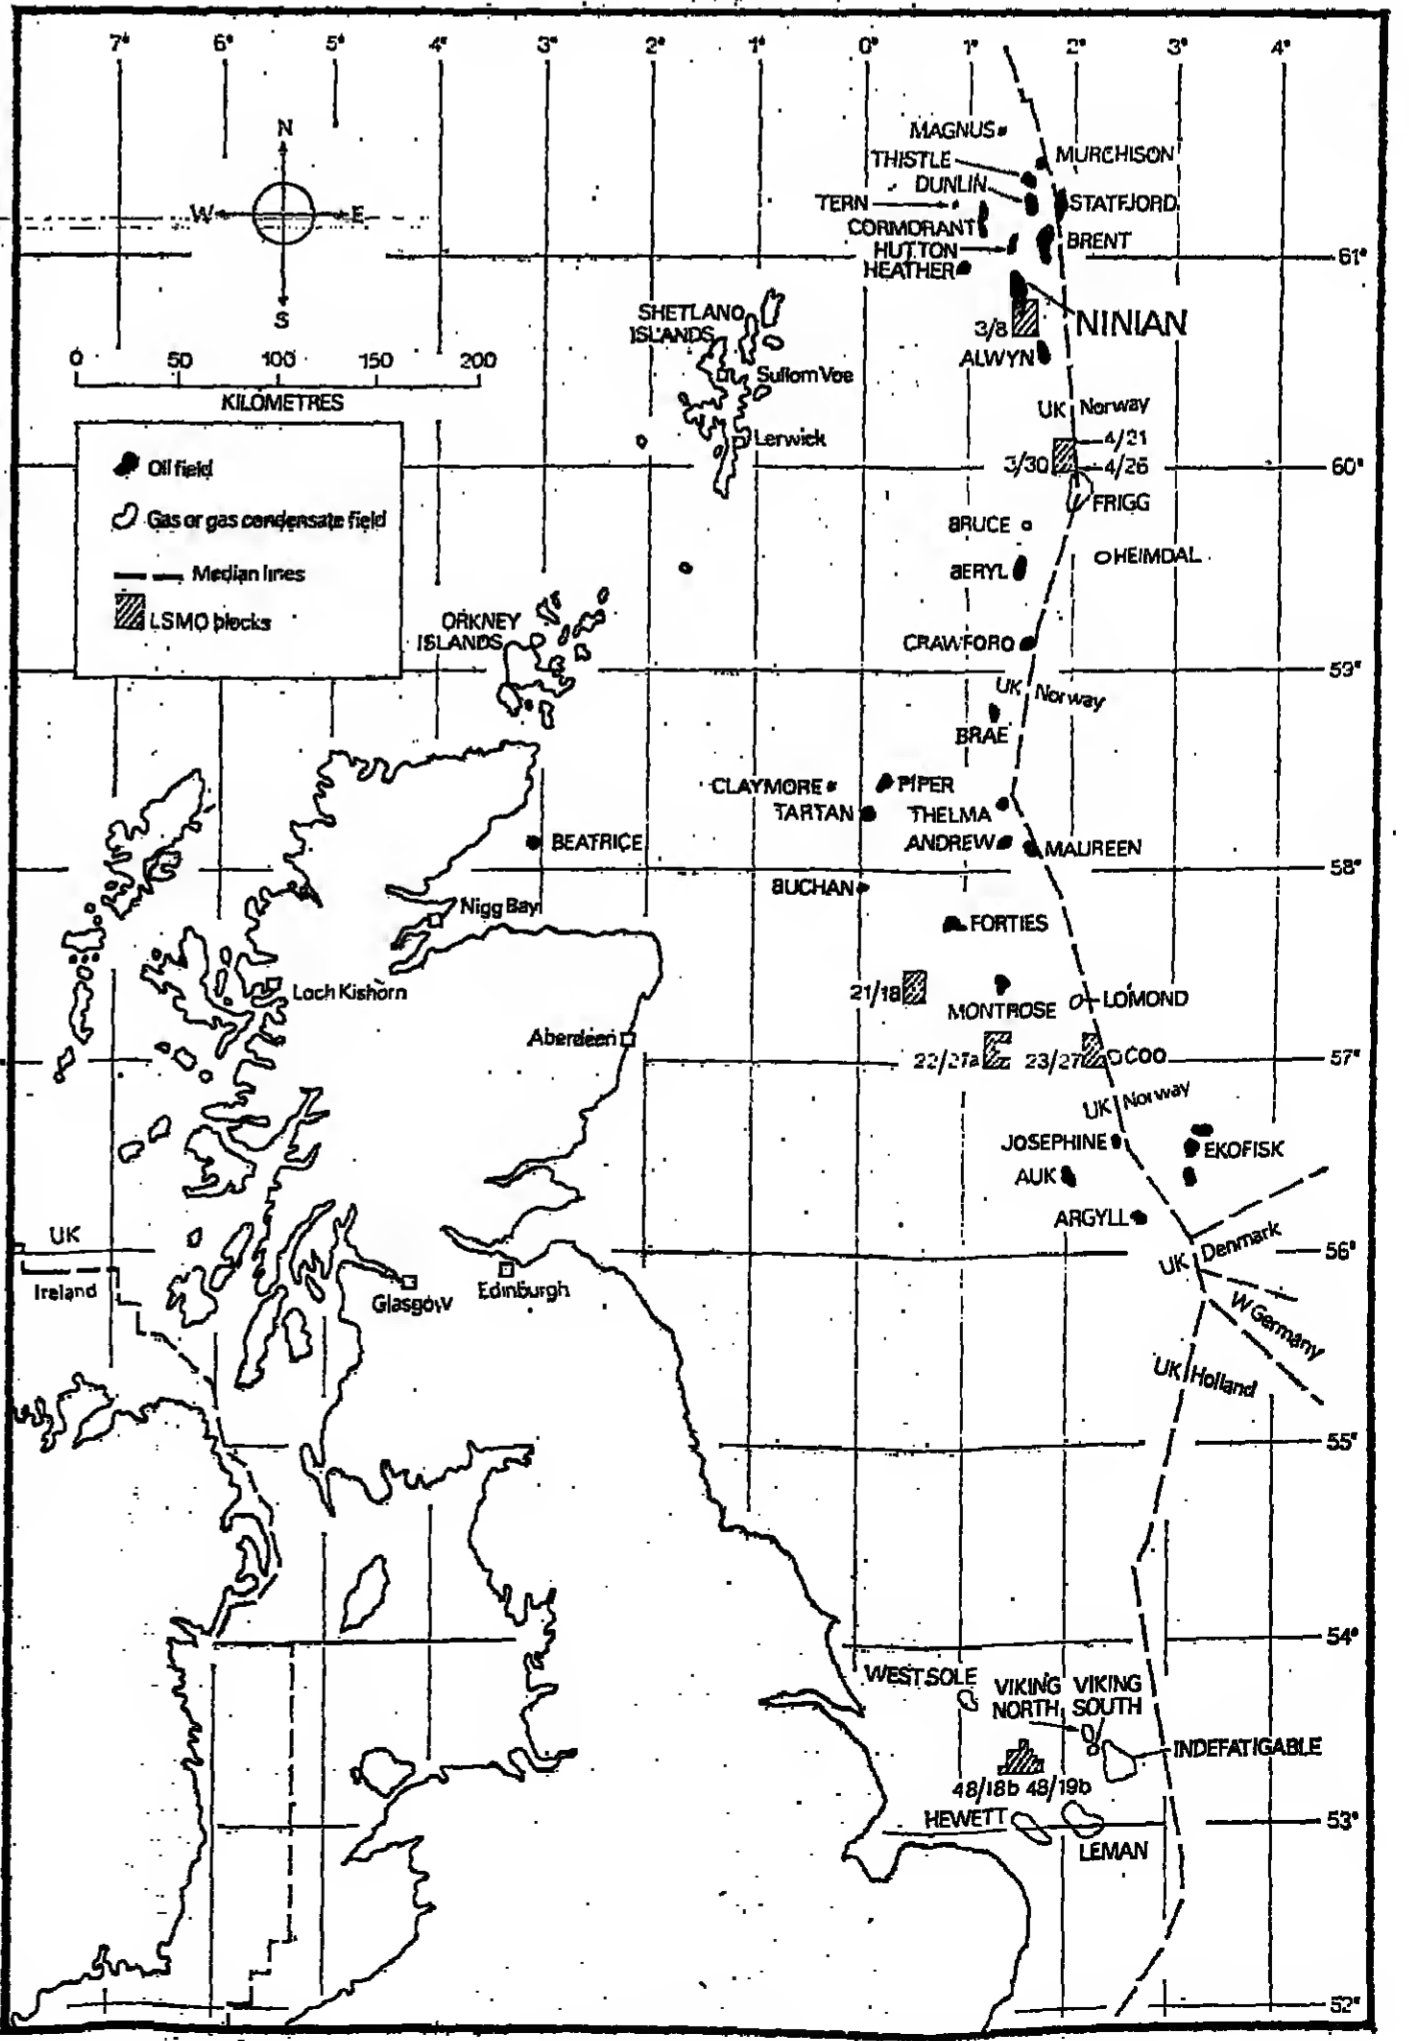 7° 6° 5° 4° 3° 2° 1° 0° 1° 2° 3° 4°
N
W E
S
0 50 100 150 200
KILOMETRES
Oil field
Gas or gas condensate field
Median lines
LSMO blocks
MAGNUS
MURCHISON
THISTLE
DUNLIN
TERN
STATFJORD
CORMORANT
BRENT
HUTTON
61°
HEATHER
SHETLAND
ISLANDS
NINIAN
3/8
ALWYN
Sullom Voe
UK Norway
Lerwick
4/21
3/30
4/26
60°
FRIGG
BRUCE
HEIMDAL
BERYL
ORKNEY
ISLANDS
CRAWFORD
59°
UK Norway
BRAE
CLAYMORE
PIPER
TARTAN
THELMA
BEATRICE
ANDREW
MAUREEN
58°
BUCHAN
Nigg Bay
FORTIES
Loch Kishorn
21/18
MONTROSE
LOMOND
Aberdeen
22/27a
23/27
COD
57°
UK Norway
JOSEPHINE
EKOFISK
AUK
ARGYLL
UK
Ireland
UK Denmark
56°
Glasgow
Edinburgh
W Germany
UK Holland
55°
54°
WEST SOLE
VIKING
NORTH
VIKING
SOUTH
INDEFATIGABLE
48/18b 48/19b
HEWETT
53°
LEMAN
52°